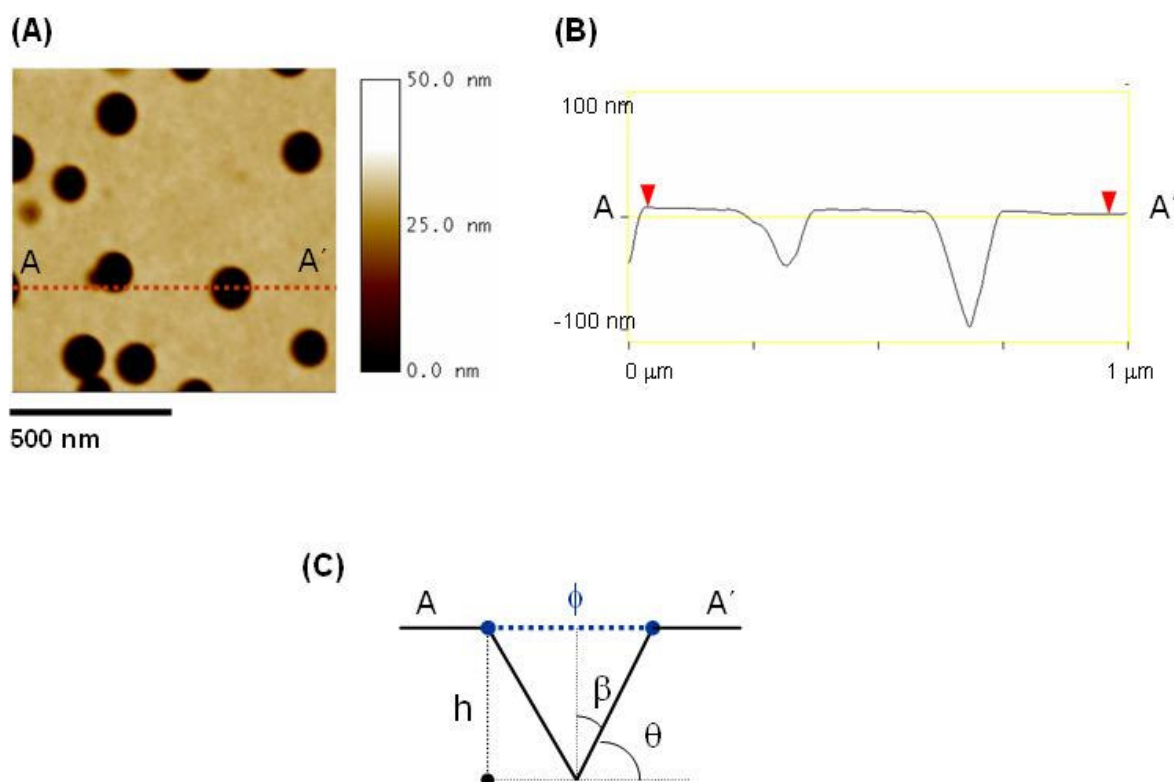 (A)
50.0 nm
25.0 nm
0.0 nm
A A´
500 nm
(B)
100 nm
A A´
-100 nm
0 μm 1 μm
(C)
A ϕ A´
h β θ